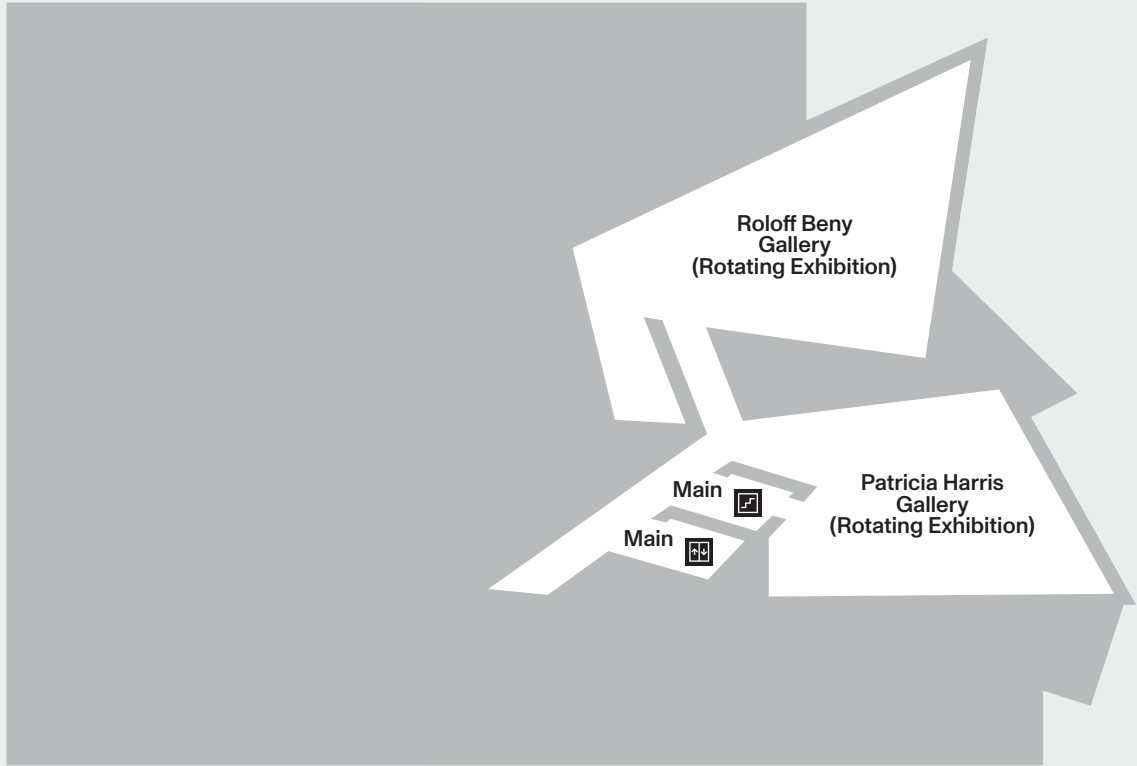 Roloff Beny
Gallery
(Rotating Exhibition)
Main
Main
Patricia Harris
Gallery
(Rotating Exhibition)